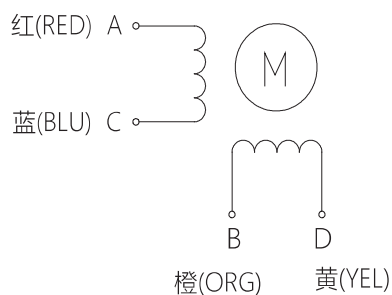 红(RED) A
M
蓝(BLU) C
B D
橙(ORG) 黄(YEL)